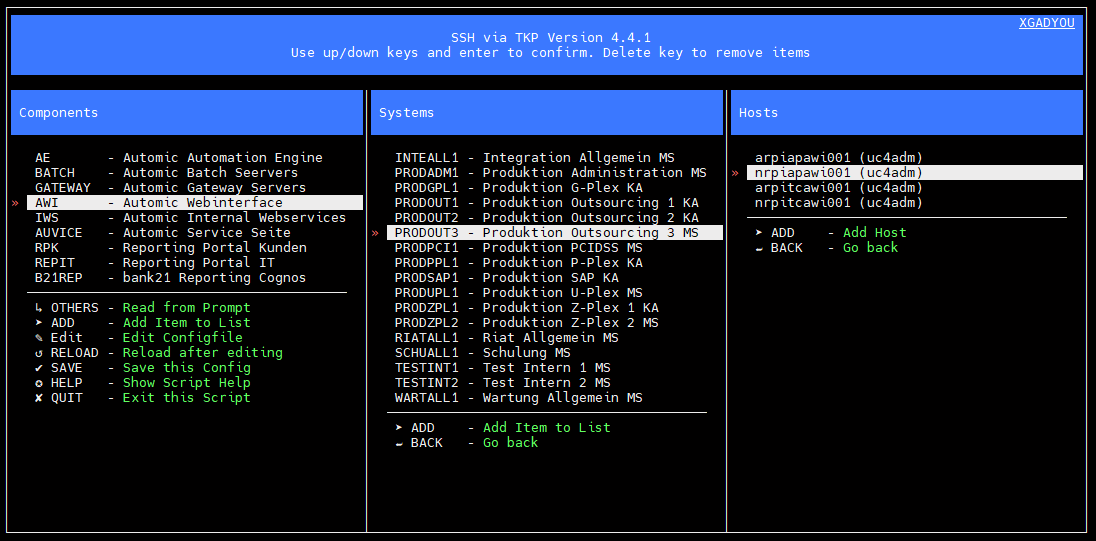 XGADYOU
SSH via TKP Version 4.4.1
Use up/down keys and enter to confirm. Delete key to remove items
Components
AE - Automic Automation Engine
BATCH - Automic Batch Seervers
GATEWAY - Automic Gateway Servers
» AWI - Automic Webinterface
IWS - Automic Internal Webservices
AUVICE - Automic Service Seite
RPK - Reporting Portal Kunden
REPIT - Reporting Portal IT
B21REP - bank21 Reporting Cognos
↳ OTHERS - Read from Prompt
➤ ADD - Add Item to List
✎ Edit - Edit Configfile
↺ RELOAD - Reload after editing
✔ SAVE - Save this Config
✪ HELP - Show Script Help
✘ QUIT - Exit this Script
Systems
INTEALL1 - Integration Allgemein MS
PRODADM1 - Produktion Administration MS
PRODGPL1 - Produktion G-Plex KA
PRODOUT1 - Produktion Outsourcing 1 KA
PRODOUT2 - Produktion Outsourcing 2 KA
» PRODOUT3 - Produktion Outsourcing 3 MS
PRODPCI1 - Produktion PCIDSS MS
PRODPPL1 - Produktion P-Plex KA
PRODSAP1 - Produktion SAP KA
PRODUPL1 - Produktion U-Plex MS
PRODZPL1 - Produktion Z-Plex 1 KA
PRODZPL2 - Produktion Z-Plex 2 MS
RIATALL1 - Riat Allgemein MS
SCHUALL1 - Schulung MS
TESTINT1 - Test Intern 1 MS
TESTINT2 - Test Intern 2 MS
WARTALL1 - Wartung Allgemein MS
➤ ADD - Add Item to List
⬅ BACK - Go back
Hosts
arpiapawi001 (uc4adm)
» nrpiapawi001 (uc4adm)
arpitcawi001 (uc4adm)
nrpitcawi001 (uc4adm)
➤ ADD - Add Host
⬅ BACK - Go back